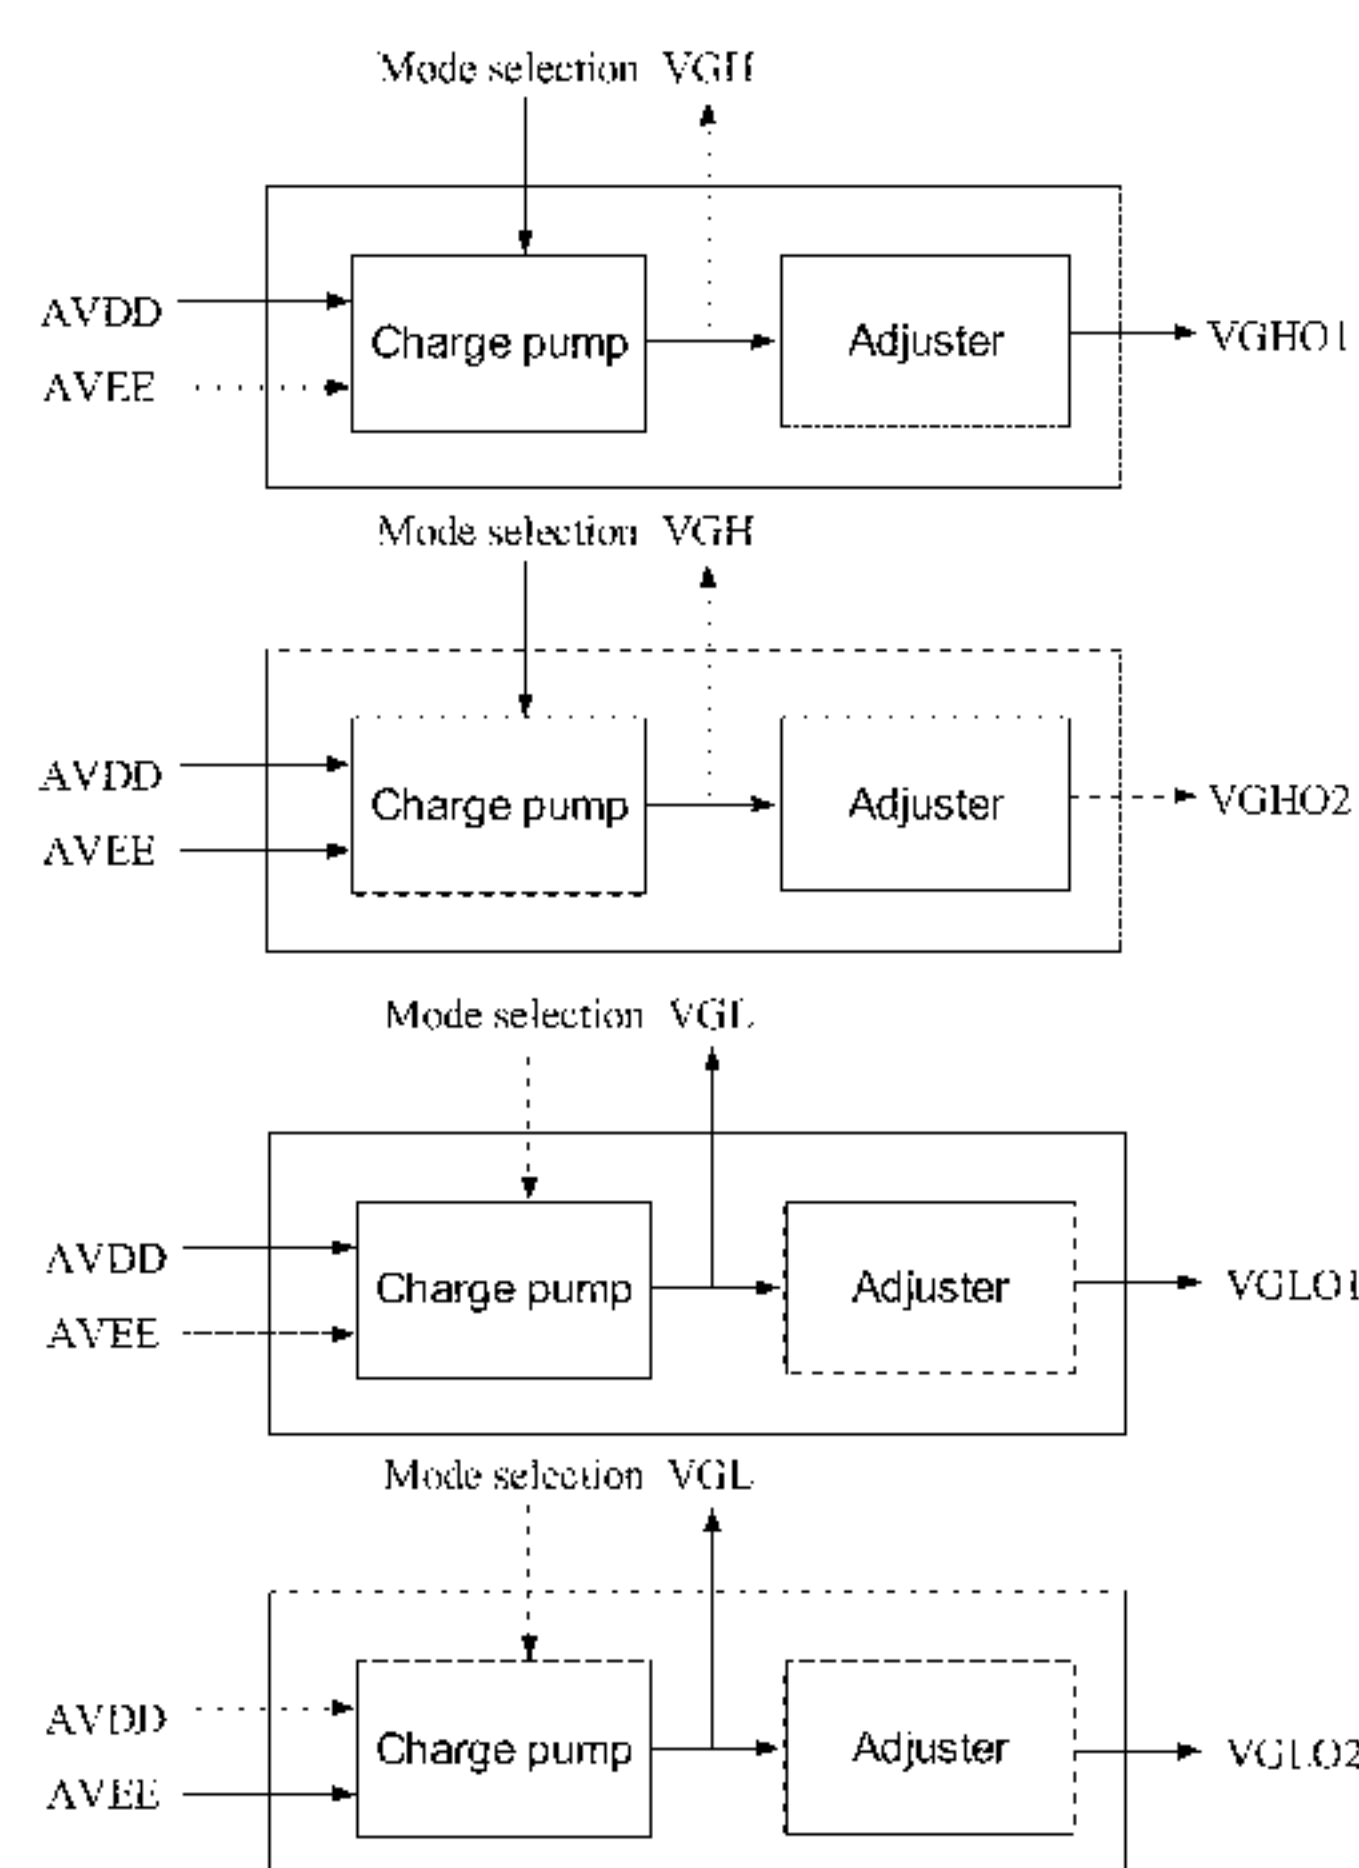 Mode selection VGH
AVDD
Charge pump
Adjuster
VGHO1
AVEE
Mode selection VGH
AVDD
Charge pump
Adjuster
VGHO2
AVEE
Mode selection VGL
AVDD
Charge pump
Adjuster
VGLO1
AVEE
Mode selection VGL
AVDD
Charge pump
Adjuster
VGLO2
AVEE